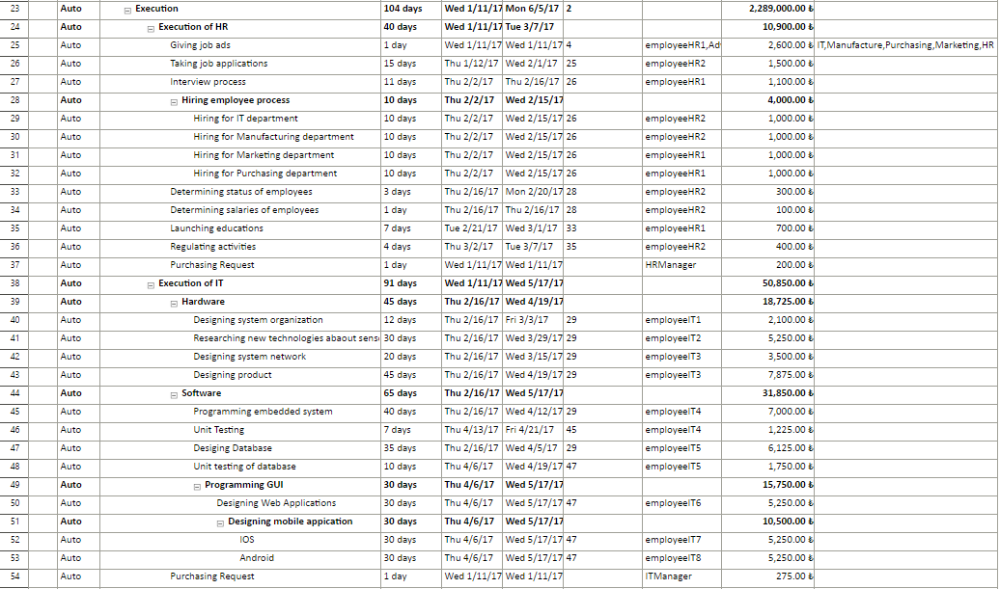 23 Auto Execution 104 days Wed 1/11/17 Mon 6/5/17 2 2,289,000.00 ₺
24 Auto Execution of HR 40 days Wed 1/11/17 Tue 3/7/17 10,900.00 ₺
25 Auto Giving job ads 1 day Wed 1/11/17 Wed 1/11/17 4 employeeHR1,Ad 2,600.00 ₺ IT,Manufacture,Purchasing,Marketing,HR
26 Auto Taking job applications 15 days Thu 1/12/17 Wed 2/1/17 25 employeeHR2 1,500.00 ₺
27 Auto Interview process 11 days Thu 2/2/17 Thu 2/16/17 26 employeeHR1 1,100.00 ₺
28 Auto Hiring employee process 10 days Thu 2/2/17 Wed 2/15/17 4,000.00 ₺
29 Auto Hiring for IT department 10 days Thu 2/2/17 Wed 2/15/17 26 employeeHR2 1,000.00 ₺
30 Auto Hiring for Manufacturing department 10 days Thu 2/2/17 Wed 2/15/17 26 employeeHR2 1,000.00 ₺
31 Auto Hiring for Marketing department 10 days Thu 2/2/17 Wed 2/15/17 26 employeeHR1 1,000.00 ₺
32 Auto Hiring for Purchasing department 10 days Thu 2/2/17 Wed 2/15/17 26 employeeHR1 1,000.00 ₺
33 Auto Determining status of employees 3 days Thu 2/16/17 Mon 2/20/17 28 employeeHR2 300.00 ₺
34 Auto Determining salaries of employees 1 day Thu 2/16/17 Thu 2/16/17 28 employeeHR2 100.00 ₺
35 Auto Launching educations 7 days Tue 2/21/17 Wed 3/1/17 33 employeeHR1 700.00 ₺
36 Auto Regulating activities 4 days Thu 3/2/17 Tue 3/7/17 35 employeeHR2 400.00 ₺
37 Auto Purchasing Request 1 day Wed 1/11/17 Wed 1/11/17 HRManager 200.00 ₺
38 Auto Execution of IT 91 days Wed 1/11/17 Wed 5/17/17 50,850.00 ₺
39 Auto Hardware 45 days Thu 2/16/17 Wed 4/19/17 18,725.00 ₺
40 Auto Designing system organization 12 days Thu 2/16/17 Fri 3/3/17 29 employeeIT1 2,100.00 ₺
41 Auto Researching new technologies abaout sens 30 days Thu 2/16/17 Wed 3/29/17 29 employeeIT2 5,250.00 ₺
42 Auto Designing system network 20 days Thu 2/16/17 Wed 3/15/17 29 employeeIT3 3,500.00 ₺
43 Auto Designing product 45 days Thu 2/16/17 Wed 4/19/17 29 employeeIT3 7,875.00 ₺
44 Auto Software 65 days Thu 2/16/17 Wed 5/17/17 31,850.00 ₺
45 Auto Programming embedded system 40 days Thu 2/16/17 Wed 4/12/17 29 employeeIT4 7,000.00 ₺
46 Auto Unit Testing 7 days Thu 4/13/17 Fri 4/21/17 45 employeeIT4 1,225.00 ₺
47 Auto Desiging Database 35 days Thu 2/16/17 Wed 4/5/17 29 employeeIT5 6,125.00 ₺
48 Auto Unit testing of database 10 days Thu 4/6/17 Wed 4/19/17 47 employeeIT5 1,750.00 ₺
49 Auto Programming GUI 30 days Thu 4/6/17 Wed 5/17/17 15,750.00 ₺
50 Auto Designing Web Applications 30 days Thu 4/6/17 Wed 5/17/17 47 employeeIT6 5,250.00 ₺
51 Auto Designing mobile appication 30 days Thu 4/6/17 Wed 5/17/17 10,500.00 ₺
52 Auto IOS 30 days Thu 4/6/17 Wed 5/17/17 47 employeeIT7 5,250.00 ₺
53 Auto Android 30 days Thu 4/6/17 Wed 5/17/17 47 employeeIT8 5,250.00 ₺
54 Auto Purchasing Request 1 day Wed 1/11/17 Wed 1/11/17 ITManager 275.00 ₺